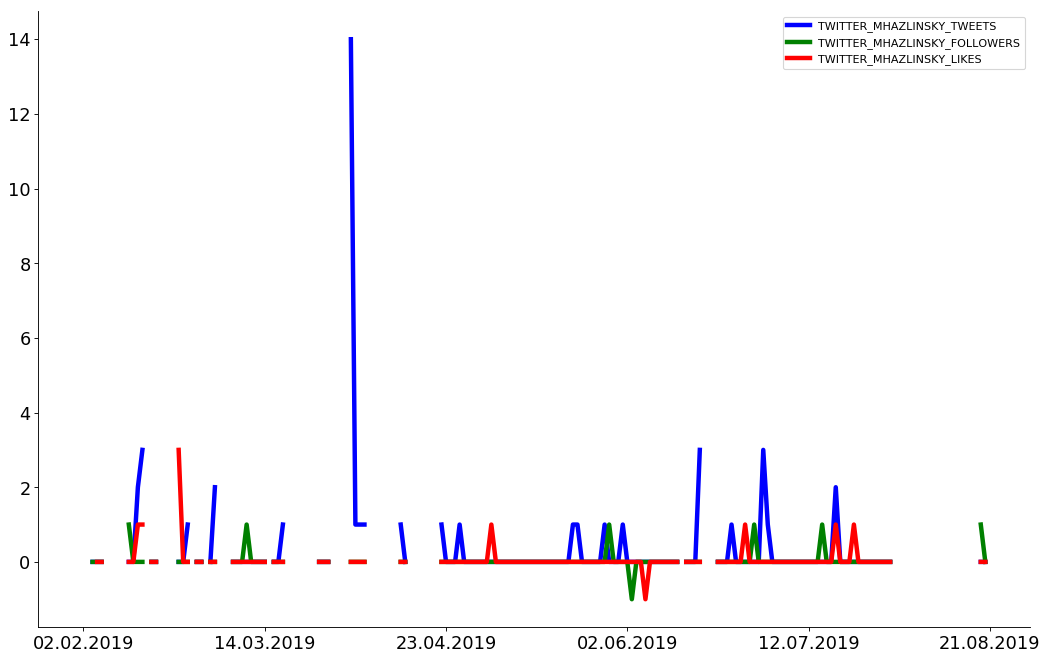 TWITTER_MHAZLINSKY_TWEETS
TWITTER_MHAZLINSKY_FOLLOWERS
TWITTER_MHAZLINSKY_LIKES
14
12
10
8
6
4
2
0
02.02.2019 14.03.2019 23.04.2019 02.06.2019 12.07.2019 21.08.2019